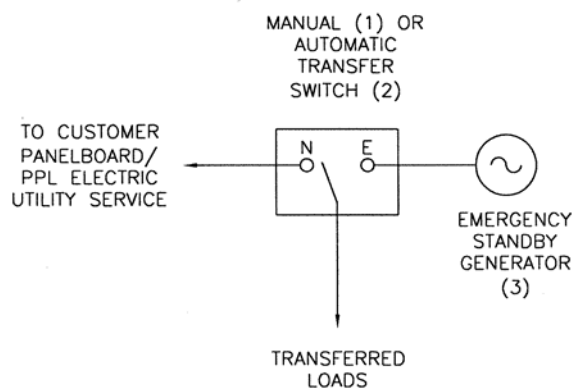 MANUAL (1) OR
AUTOMATIC
TRANSFER
SWITCH (2)
TO CUSTOMER
PANELBOARD/
PPL ELECTRIC
UTILITY SERVICE
N E
EMERGENCY
STANDBY
GENERATOR
(3)
TRANSFERRED
LOADS